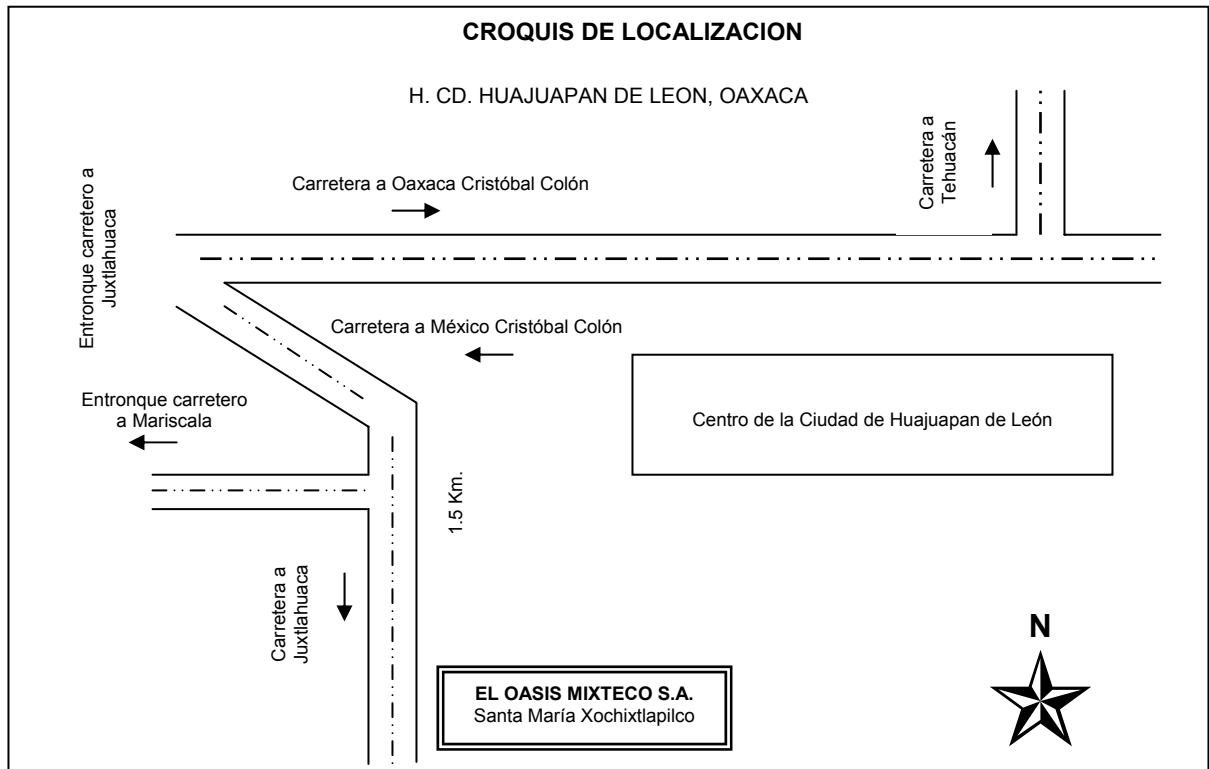 CROQUIS DE LOCALIZACION
H. CD. HUAJUAPAN DE LEON, OAXACA
Carretera a
Tehuacán
Carretera a Oaxaca Cristóbal Colón
Entronque carretero a
Juxtlahuaca
Carretera a México Cristóbal Colón
Entronque carretero
a Mariscala
Centro de la Ciudad de Huajuapan de León
1.5 Km.
Carretera a
Juxtlahuaca
N
EL OASIS MIXTECO S.A.
Santa María Xochixtlapilco